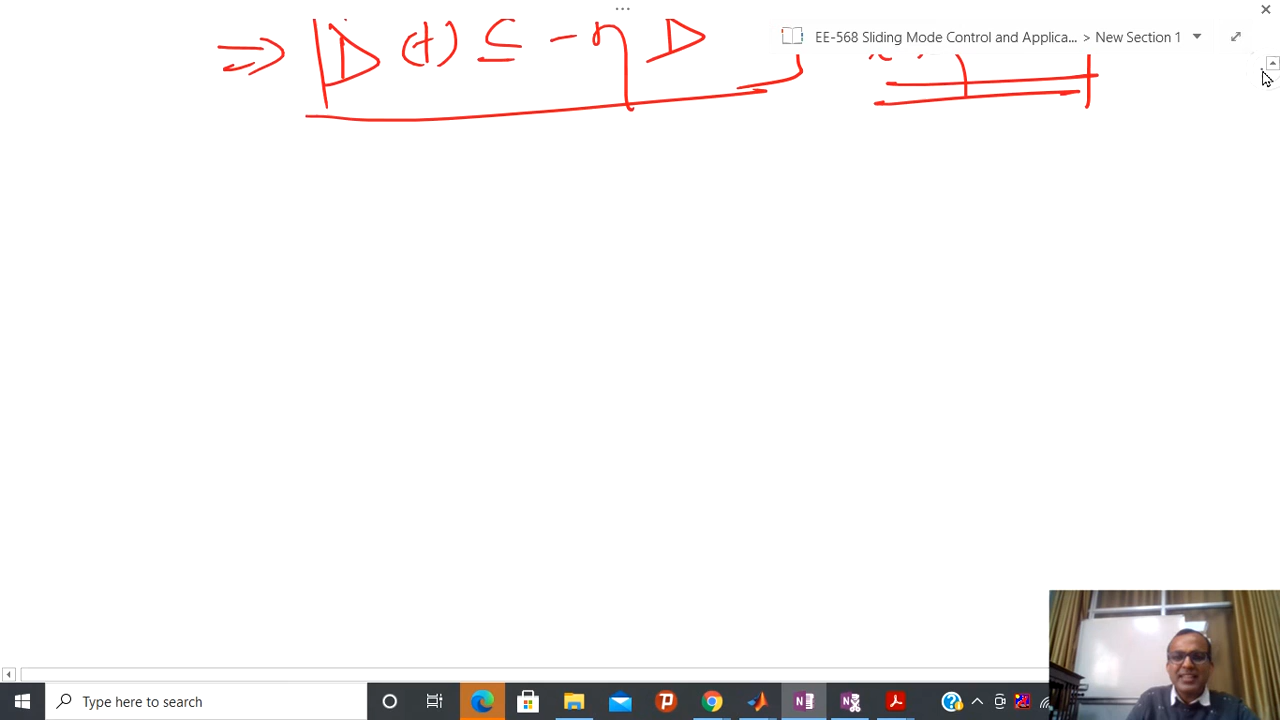 EE-568 Sliding Mode Control and Applica... > New Section 1
⇒ D (t) ≤ - η D
Type here to search